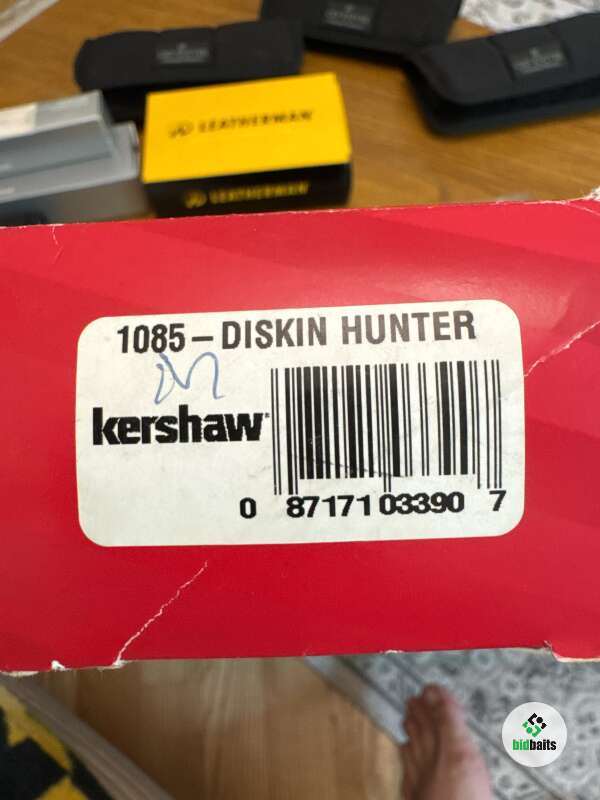 LEATHERMAN
LEATHERMAN
1085-DISKIN HUNTER
kershaw
0 87171 03390 7
bidbaits